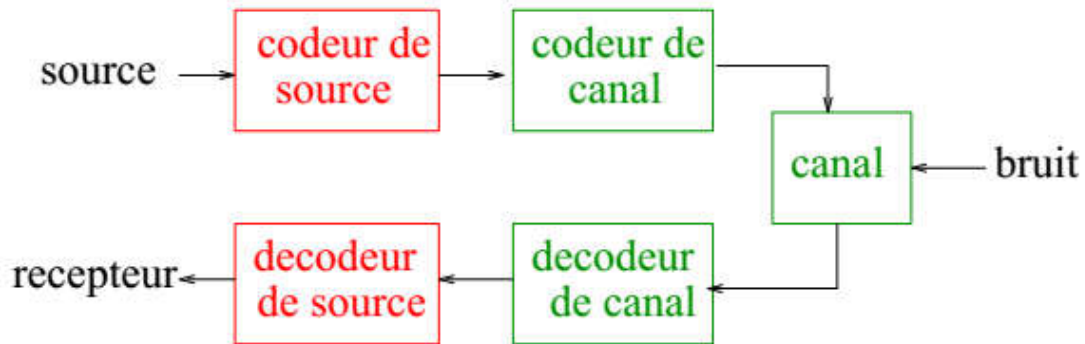 source
codeur de
source
codeur de
canal
canal
bruit
recepteur
decodeur
de source
decodeur
de canal